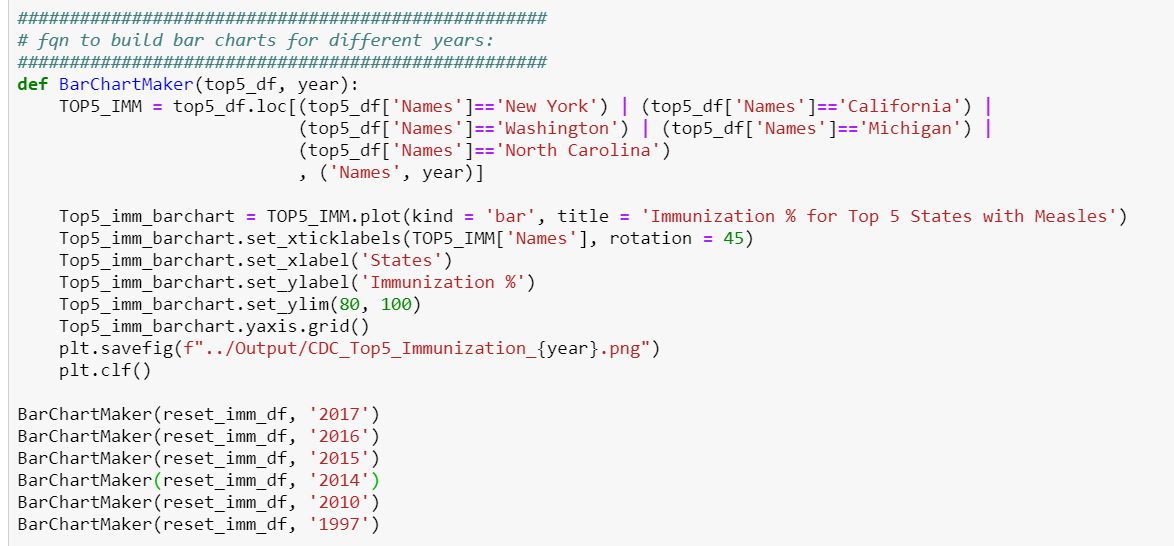 ###################################################
# fqn to build bar charts for different years:
###################################################
def BarChartMaker(top5_df, year):
    TOP5_IMM = top5_df.loc[(top5_df['Names']=='New York') | (top5_df['Names']=='California') |
                           (top5_df['Names']=='Washington') | (top5_df['Names']=='Michigan') |
                           (top5_df['Names']=='North Carolina')
                           , ('Names', year)]

    Top5_imm_barchart = TOP5_IMM.plot(kind = 'bar', title = 'Immunization % for Top 5 States with Measles')
    Top5_imm_barchart.set_xticklabels(TOP5_IMM['Names'], rotation = 45)
    Top5_imm_barchart.set_xlabel('States')
    Top5_imm_barchart.set_ylabel('Immunization %')
    Top5_imm_barchart.set_ylim(80, 100)
    Top5_imm_barchart.yaxis.grid()
    plt.savefig(f"../Output/CDC_Top5_Immunization_{year}.png")
    plt.clf()

BarChartMaker(reset_imm_df, '2017')
BarChartMaker(reset_imm_df, '2016')
BarChartMaker(reset_imm_df, '2015')
BarChartMaker(reset_imm_df, '2014')
BarChartMaker(reset_imm_df, '2010')
BarChartMaker(reset_imm_df, '1997')